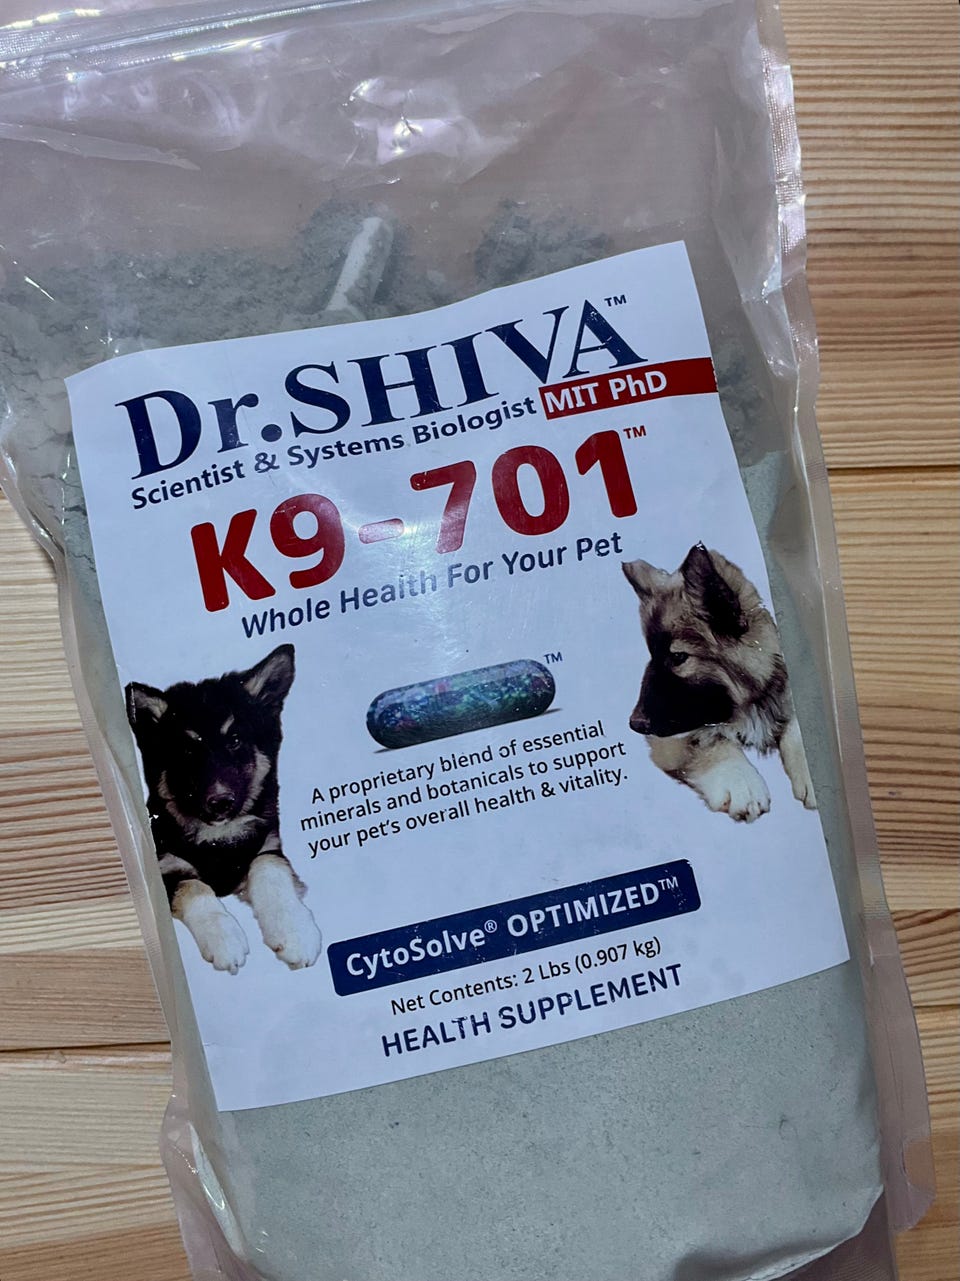 Dr.SHIVA™
Scientist & Systems Biologist MIT PhD
K9-701™
Whole Health For Your Pet
™
A proprietary blend of essential
minerals and botanicals to support
your pet's overall health & vitality.
CytoSolve® OPTIMIZED™
Net Contents: 2 Lbs (0.907 kg)
HEALTH SUPPLEMENT